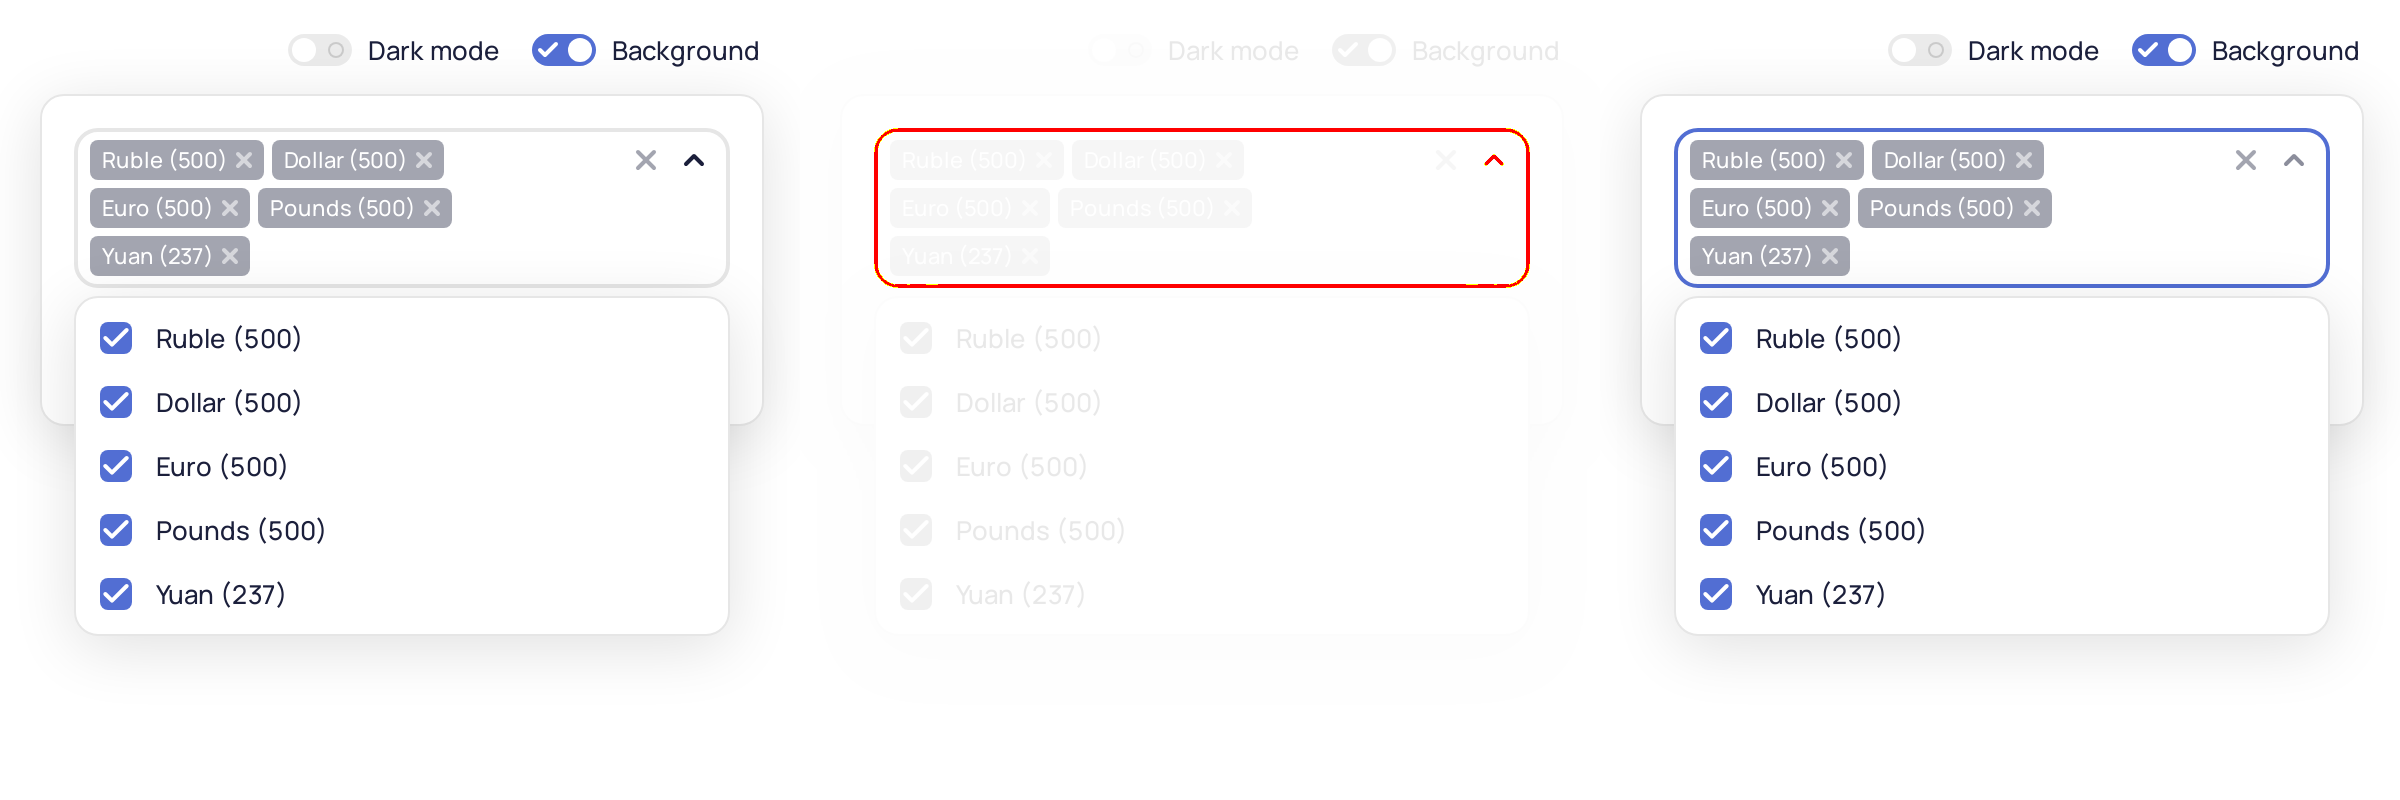 Dark mode Background
Ruble (500) Dollar (500)
Euro (500) Pounds (500)
Yuan (237)
Ruble (500)
Dollar (500)
Euro (500)
Pounds (500)
Yuan (237)
Dark mode Background
Ruble (500) Dollar (500)
Euro (500) Pounds (500)
Yuan (237)
Ruble (500)
Dollar (500)
Euro (500)
Pounds (500)
Yuan (237)
Dark mode Background
Ruble (500) Dollar (500)
Euro (500) Pounds (500)
Yuan (237)
Ruble (500)
Dollar (500)
Euro (500)
Pounds (500)
Yuan (237)